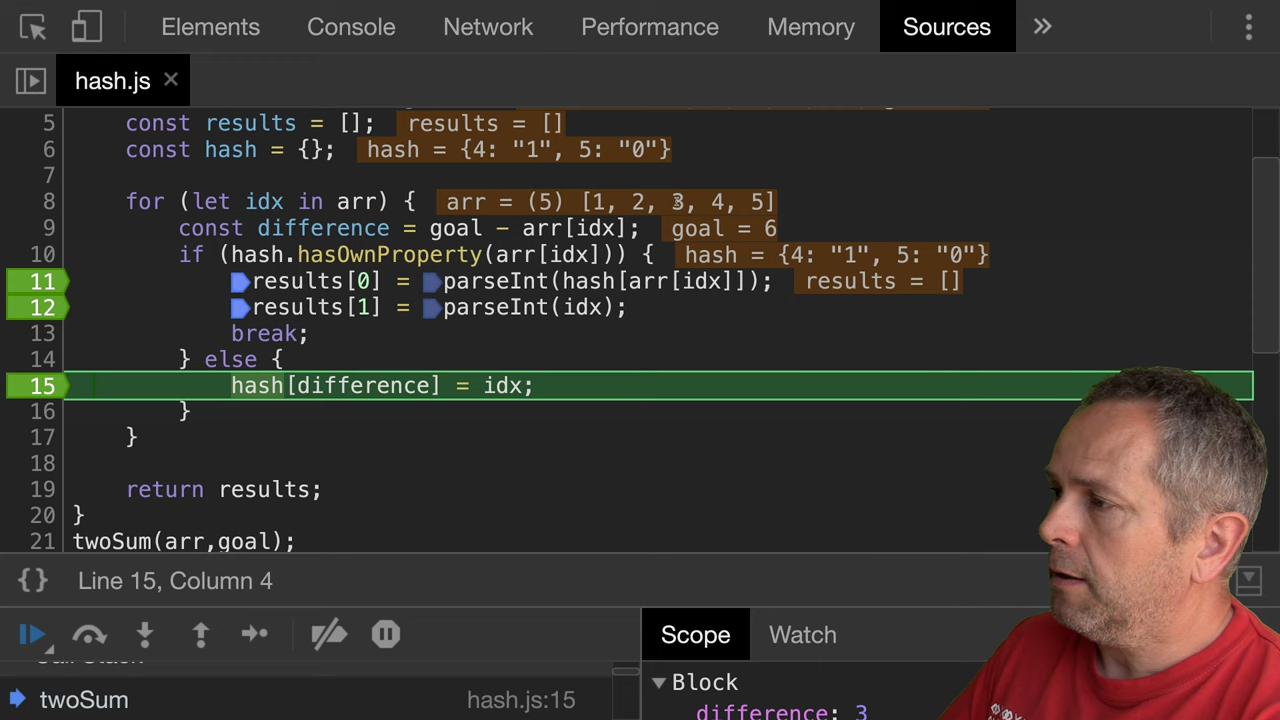 Elements Console Network Performance Memory Sources
hash.js
5 const results = []; results = []
6 const hash = {}; hash = {4: "1", 5: "0"}
7
8 for (let idx in arr) { arr = (5) [1, 2, 3, 4, 5]
9 const difference = goal - arr[idx]; goal = 6
10 if (hash.hasOwnProperty(arr[idx])) { hash = {4: "1", 5: "0"}
11 results[0] = parseInt(hash[arr[idx]]); results = []
12 results[1] = parseInt(idx);
13 break;
14 } else {
15 hash[difference] = idx;
16 }
17 }
18
19 return results;
20 }
21 twoSum(arr,goal);
{} Line 15, Column 4
Scope Watch
Call Stack
Block
twoSum hash.js:15
difference: 3